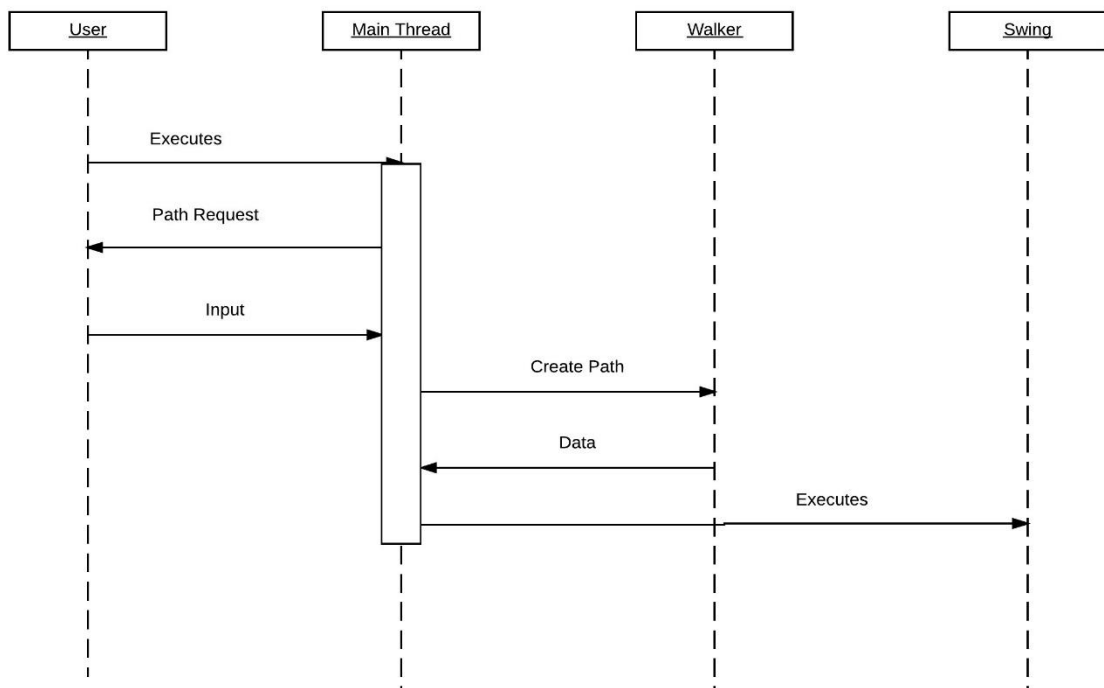 User
Main Thread
Walker
Swing
Executes
Path Request
Input
Create Path
Data
Executes